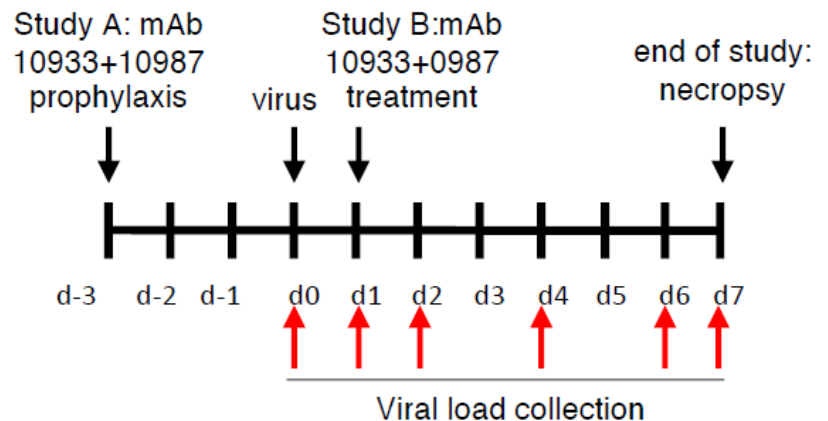 Study A: mAb
10933+10987
prophylaxis
virus
Study B:mAb
10933+0987
treatment
end of study:
necropsy
d-3 d-2 d-1 d0 d1 d2 d3 d4 d5 d6 d7
Viral load collection